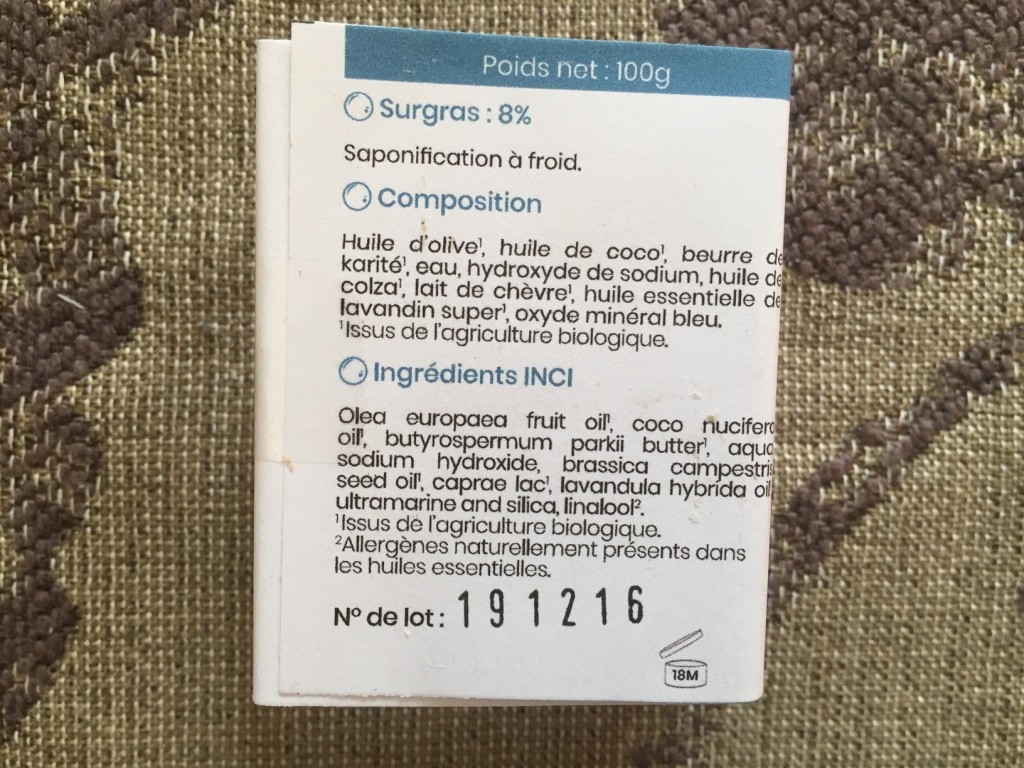 Poids net : 100g
Surgras : 8%
Saponification à froid.
Composition
Huile d'olive¹, huile de coco¹, beurre de
karité¹, eau, hydroxyde de sodium, huile de
colza¹, lait de chèvre¹, huile essentielle de
lavandin super¹, oxyde minéral bleu.
¹Issus de l'agriculture biologique.
Ingrédients INCI
Olea europaea fruit oil¹, coco nucifera
oil¹, butyrospermum parkii butter¹, aqua
sodium hydroxide, brassica campestris
seed oil¹, caprae lac¹, lavandula hybrida oil
ultramarine and silica, linalool².
¹Issus de l'agriculture biologique.
²Allergènes naturellement présents dans
les huiles essentielles.
N° de lot : 191216
18M